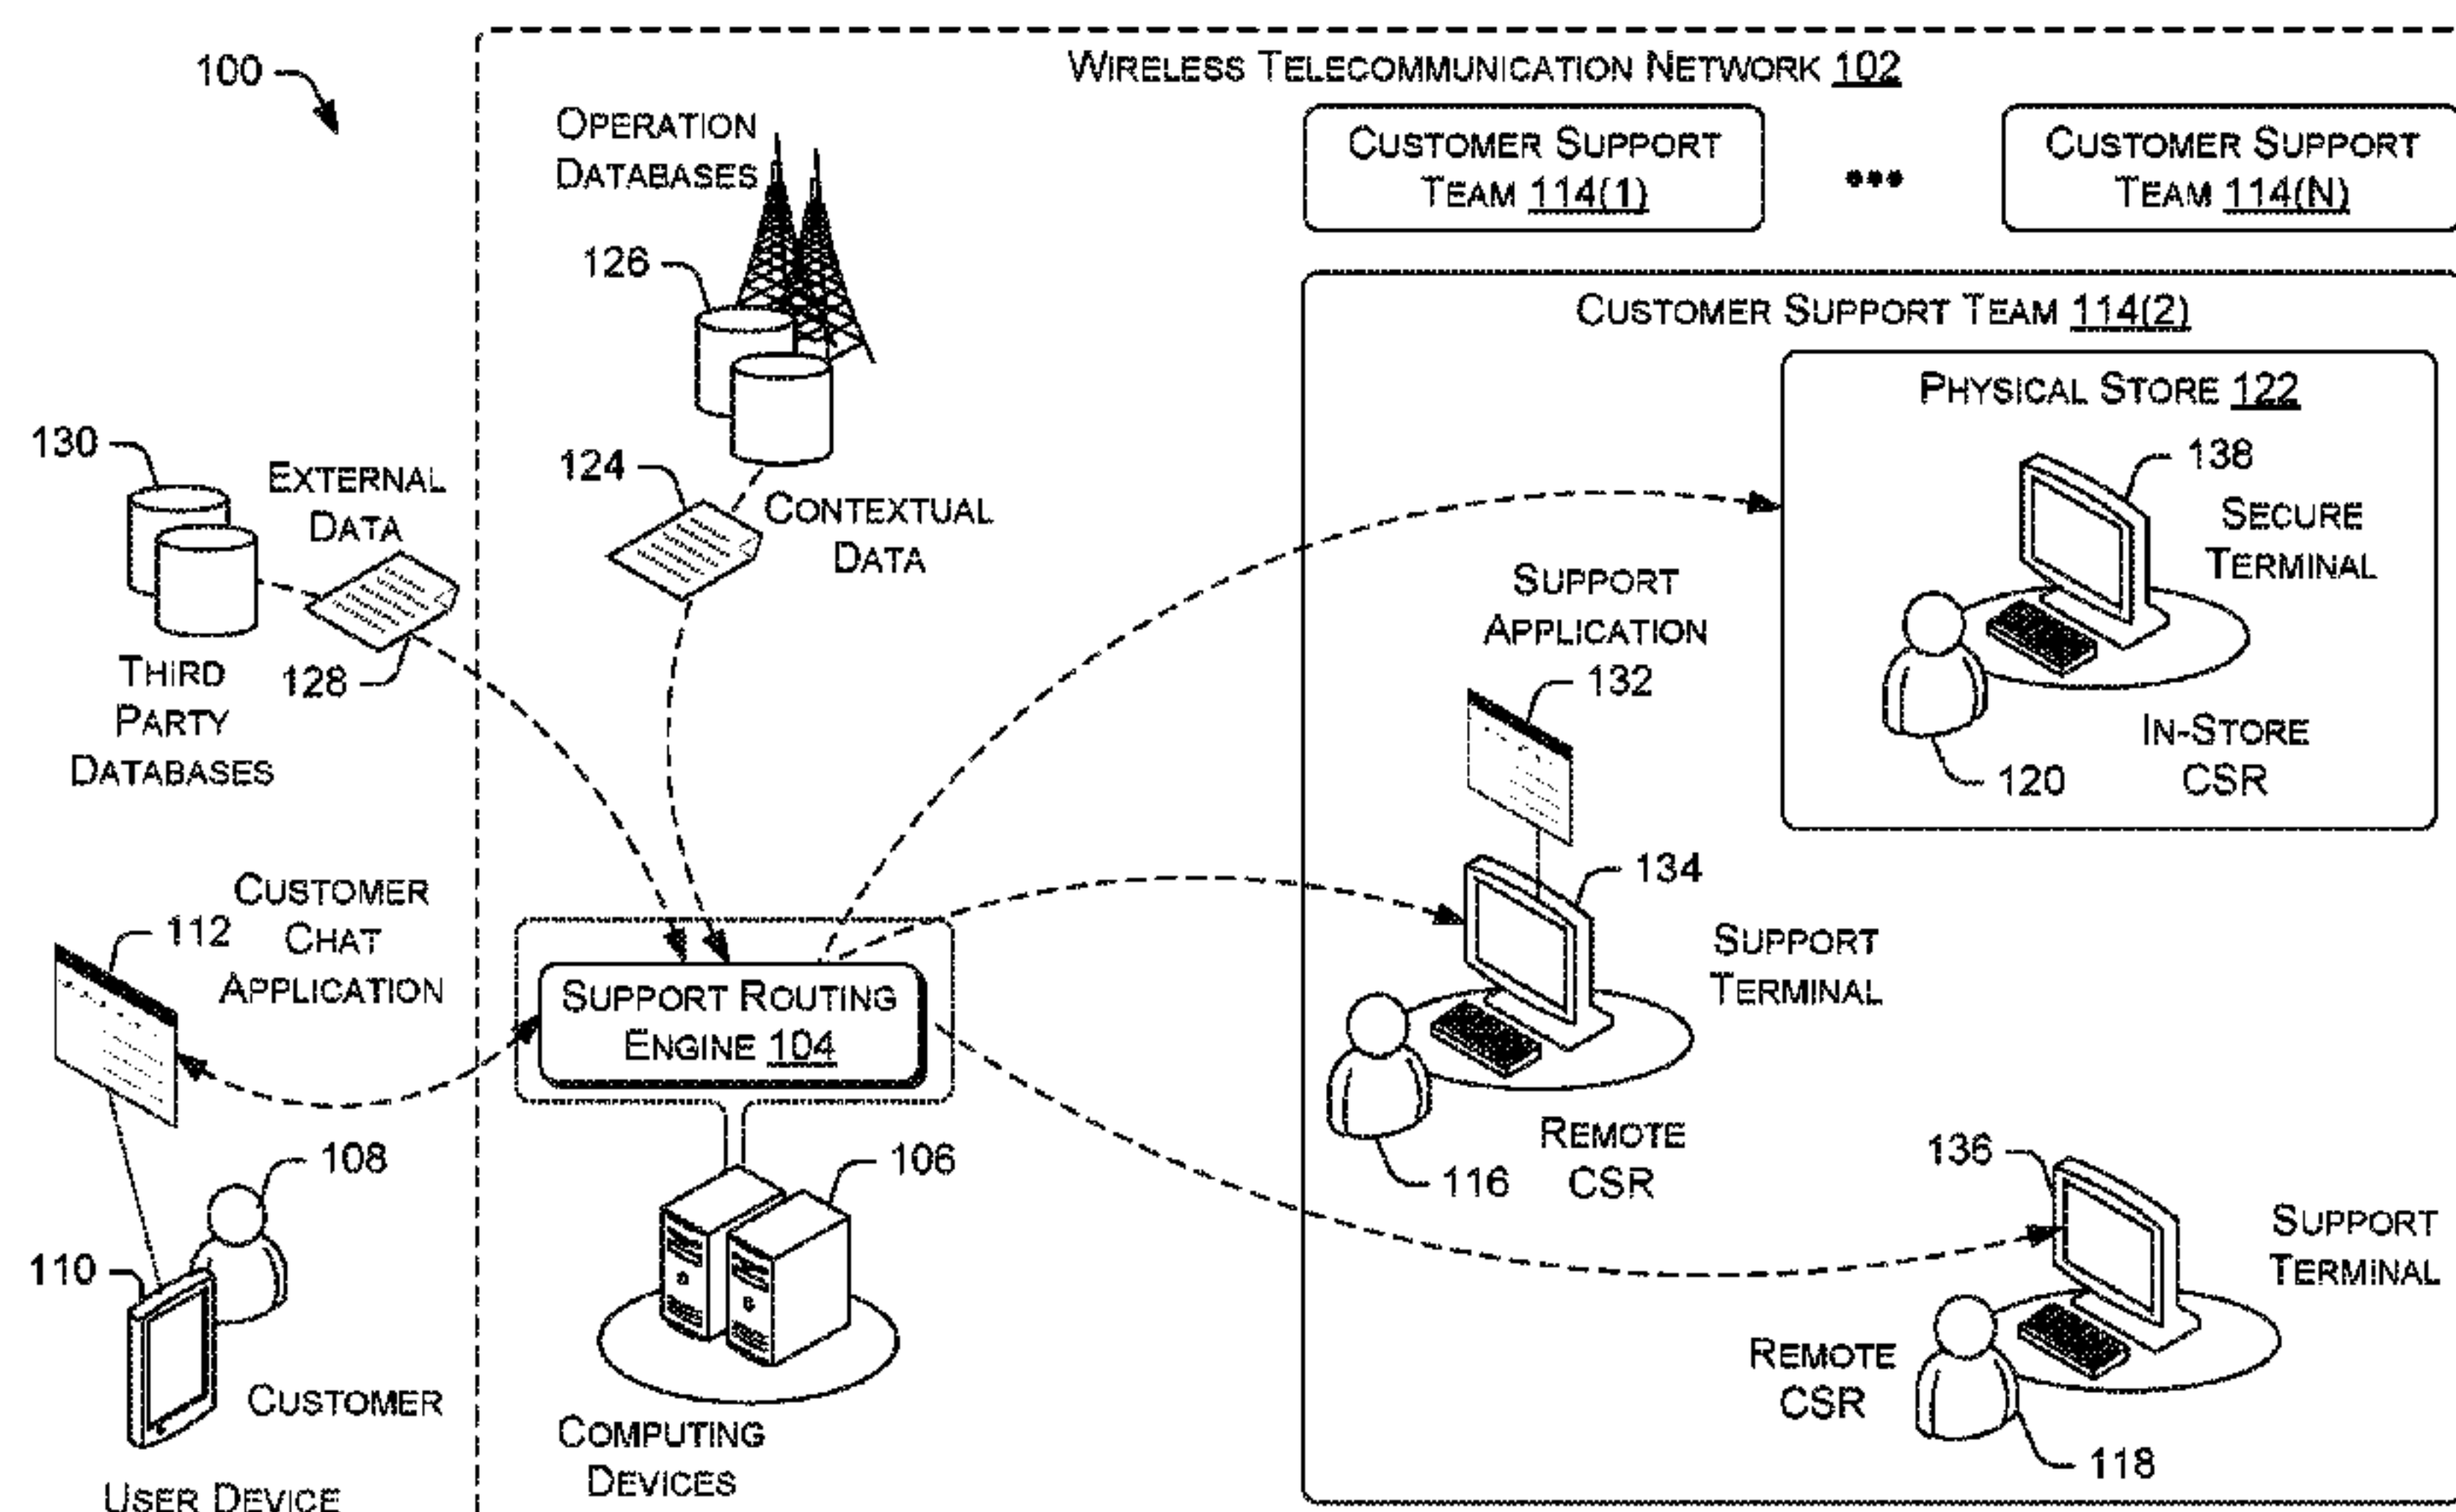 100
WIRELESS TELECOMMUNICATION NETWORK 102
OPERATION
DATABASES
126
CUSTOMER SUPPORT
TEAM 114(1)
•••
CUSTOMER SUPPORT
TEAM 114(N)
CUSTOMER SUPPORT TEAM 114(2)
PHYSICAL STORE 122
138
SECURE
TERMINAL
IN-STORE
CSR
120
130
EXTERNAL
DATA
THIRD
PARTY
DATABASES
128
124
CONTEXTUAL
DATA
SUPPORT
APPLICATION
132
134
SUPPORT
TERMINAL
REMOTE
CSR
116
CUSTOMER
CHAT
APPLICATION
112
SUPPORT ROUTING
ENGINE 104
108
110
CUSTOMER
USER DEVICE
106
COMPUTING
DEVICES
136
SUPPORT
TERMINAL
REMOTE
CSR
118